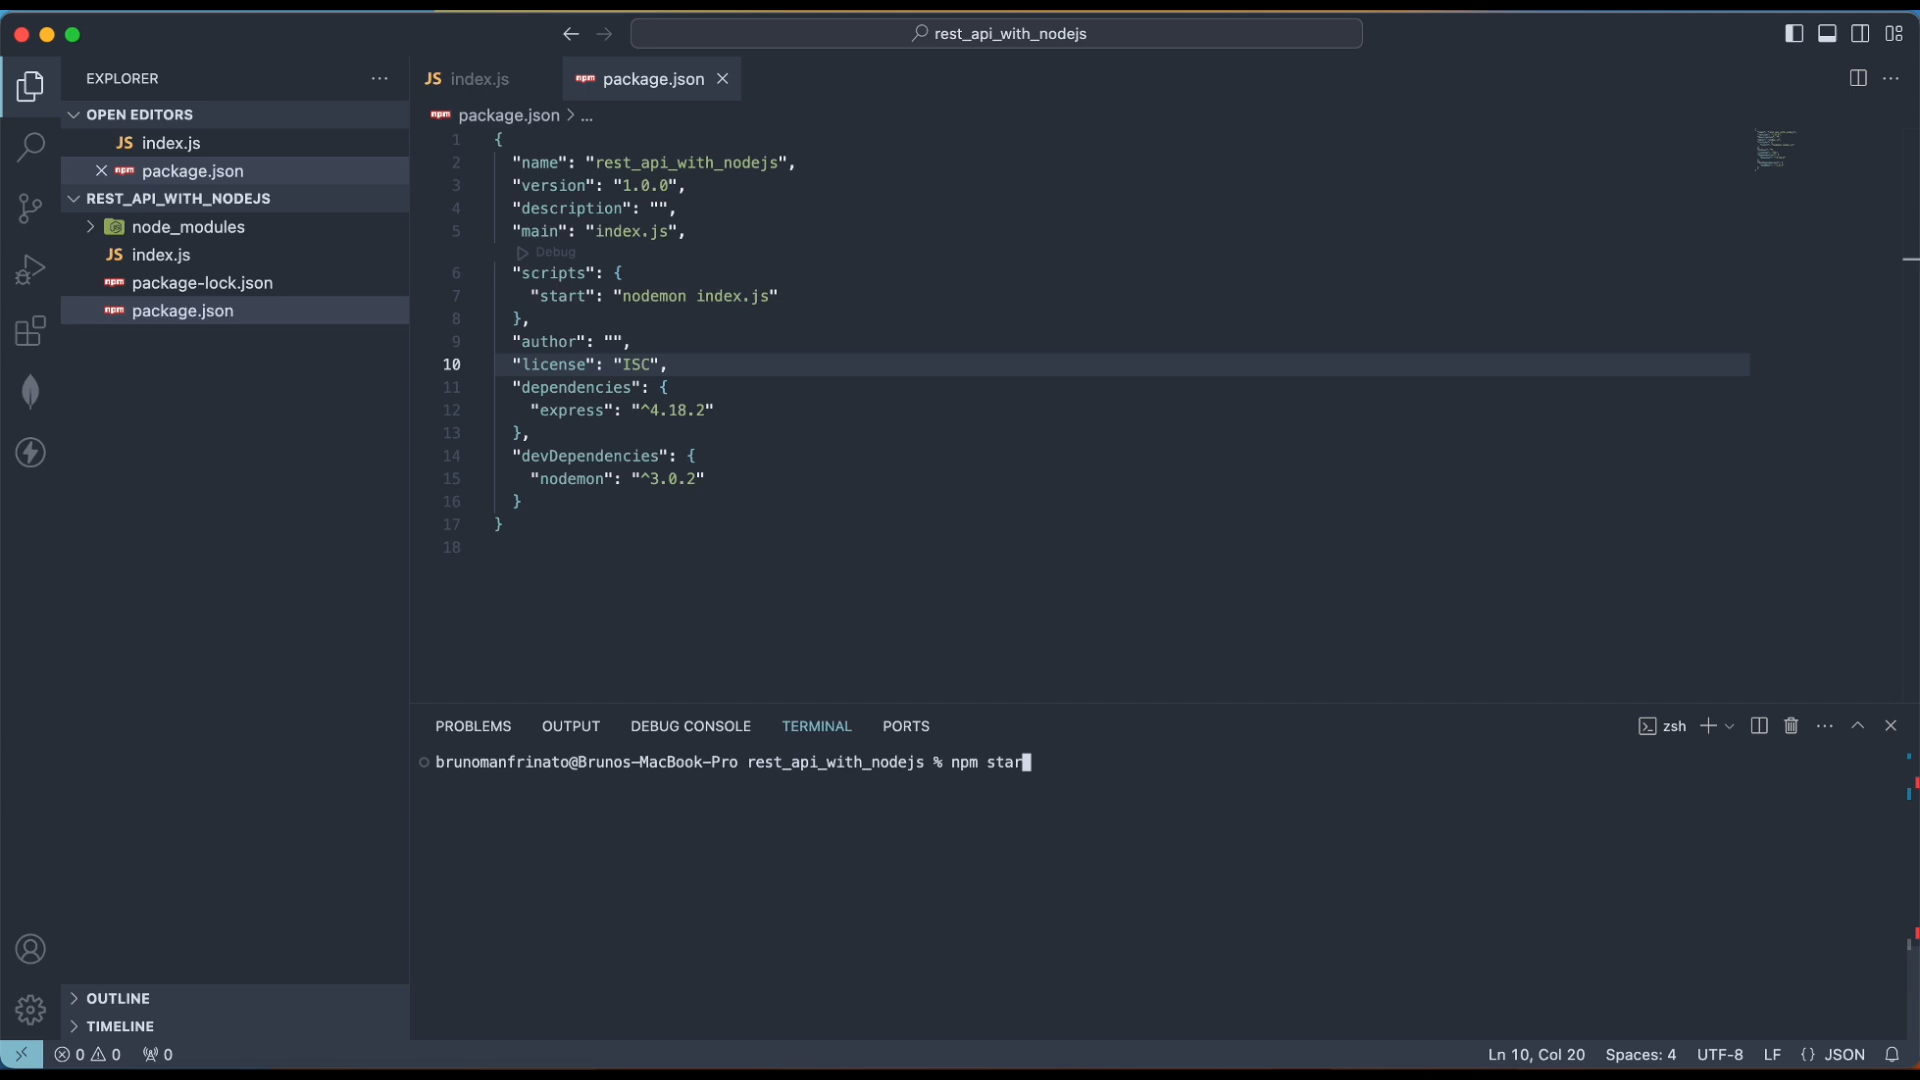 rest_api_with_nodejs
EXPLORER
OPEN EDITORS
JS index.js
npm package.json
REST_API_WITH_NODEJS
node_modules
JS index.js
npm package-lock.json
npm package.json
OUTLINE
TIMELINE
JS index.js
npm package.json
npm package.json > ...
1 {
2 "name": "rest_api_with_nodejs",
3 "version": "1.0.0",
4 "description": "",
5 "main": "index.js",
Debug
6 "scripts": {
7 "start": "nodemon index.js"
8 },
9 "author": "",
10 "license": "ISC",
11 "dependencies": {
12 "express": "^4.18.2"
13 },
14 "devDependencies": {
15 "nodemon": "^3.0.2"
16 }
17 }
18
PROBLEMS OUTPUT DEBUG CONSOLE TERMINAL PORTS zsh
brunomanfrinato@Brunos-MacBook-Pro rest_api_with_nodejs % npm star
0 0 0 Ln 10, Col 20 Spaces: 4 UTF-8 LF {} JSON